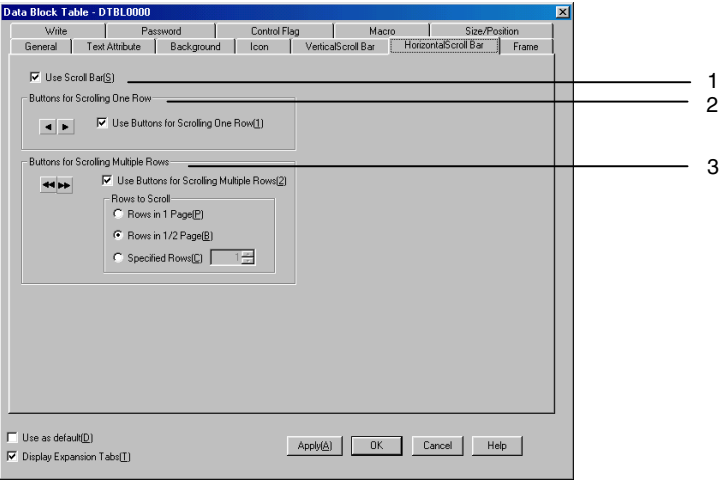 Data Block Table - DTBL0000
Write Password Control Flag Macro Size/Position
General Text Attribute Background Icon VerticalScroll Bar HorizontalScroll Bar Frame
Use Scroll Bar(S)
1
Buttons for Scrolling One Row
2
Use Buttons for Scrolling One Row(1)
Buttons for Scrolling Multiple Rows
3
Use Buttons for Scrolling Multiple Rows(2)
Rows to Scroll
Rows in 1 Page(P)
Rows in 1/2 Page(B)
Specified Rows(C) 1
Use as default(D)
Display Expansion Tabs(T)
Apply(A) OK Cancel Help